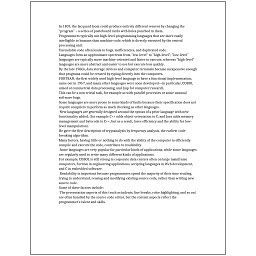 In 1801, the Jacquard loom could produce entirely different weaves by changing the
"program" – a series of pasteboard cards with holes punched in them.
Programmers typically use high-level programming languages that are more easily
intelligible to humans than machine code, which is directly executed by the central
processing unit.
Unreadable code often leads to bugs, inefficiencies, and duplicated code.
Languages form an approximate spectrum from "low-level" to "high-level"; "low-level"
languages are typically more machine-oriented and faster to execute, whereas "high-level"
languages are more abstract and easier to use but execute less quickly.
By the late 1960s, data storage devices and computer terminals became inexpensive enough
that programs could be created by typing directly into the computers.
FORTRAN, the first widely used high-level language to have a functional implementation,
came out in 1957, and many other languages were soon developed—in particular, COBOL
aimed at commercial data processing, and Lisp for computer research.
This can be a non-trivial task, for example as with parallel processes or some unusual
software bugs.
Some languages are more prone to some kinds of faults because their specification does not
require compilers to perform as much checking as other languages.
New languages are generally designed around the syntax of a prior language with new
functionality added, (for example C++ adds object-orientation to C, and Java adds memory
management and bytecode to C++, but as a result, loses efficiency and the ability for low-
level manipulation).
He gave the first description of cryptanalysis by frequency analysis, the earliest code-
breaking algorithm.
Many factors, having little or nothing to do with the ability of the computer to efficiently
compile and execute the code, contribute to readability.
Some languages are very popular for particular kinds of applications, while some languages
are regularly used to write many different kinds of applications.
For example, COBOL is still strong in corporate data centers often on large mainframe
computers, Fortran in engineering applications, scripting languages in Web development,
and C in embedded software.
Readability is important because programmers spend the majority of their time reading,
trying to understand, reusing and modifying existing source code, rather than writing new
source code.
Some of these factors include:
The presentation aspects of this (such as indents, line breaks, color highlighting, and so on)
are often handled by the source code editor, but the content aspects reflect the
programmer's talent and skills.